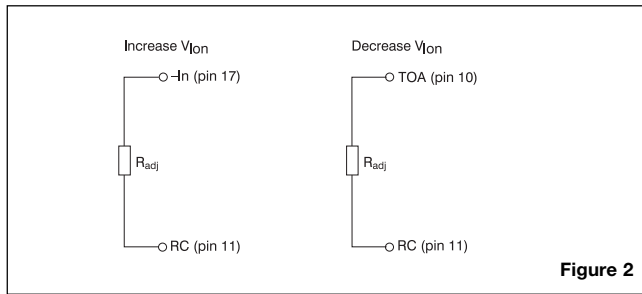 Increase VIon
–In (pin 17)
Radj
RC (pin 11)
Decrease VIon
TOA (pin 10)
Radj
RC (pin 11)
Figure 2